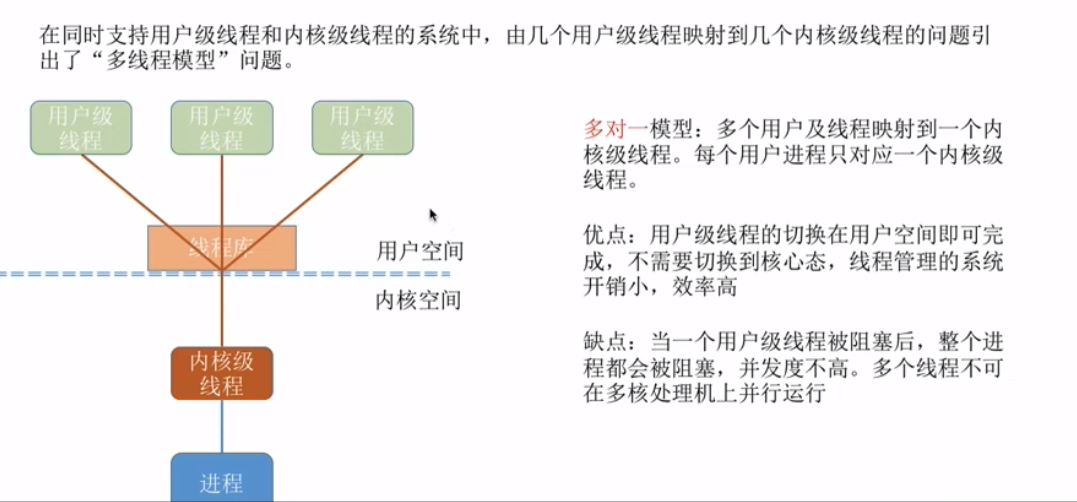 在同时支持用户级线程和内核级线程的系统中，由几个用户级线程映射到几个内核级线程的问题引
出了“多线程模型”问题。
用户级
线程
用户级
线程
用户级
线程
线程库
用户空间
内核空间
内核级
线程
进程
多对一模型：多个用户及线程映射到一个内
核级线程。每个用户进程只对应一个内核级
线程。
优点：用户级线程的切换在用户空间即可完
成，不需要切换到核心态，线程管理的系统
开销小，效率高
缺点：当一个用户级线程被阻塞后，整个进
程都会被阻塞，并发度不高。多个线程不可
在多核处理机上并行运行